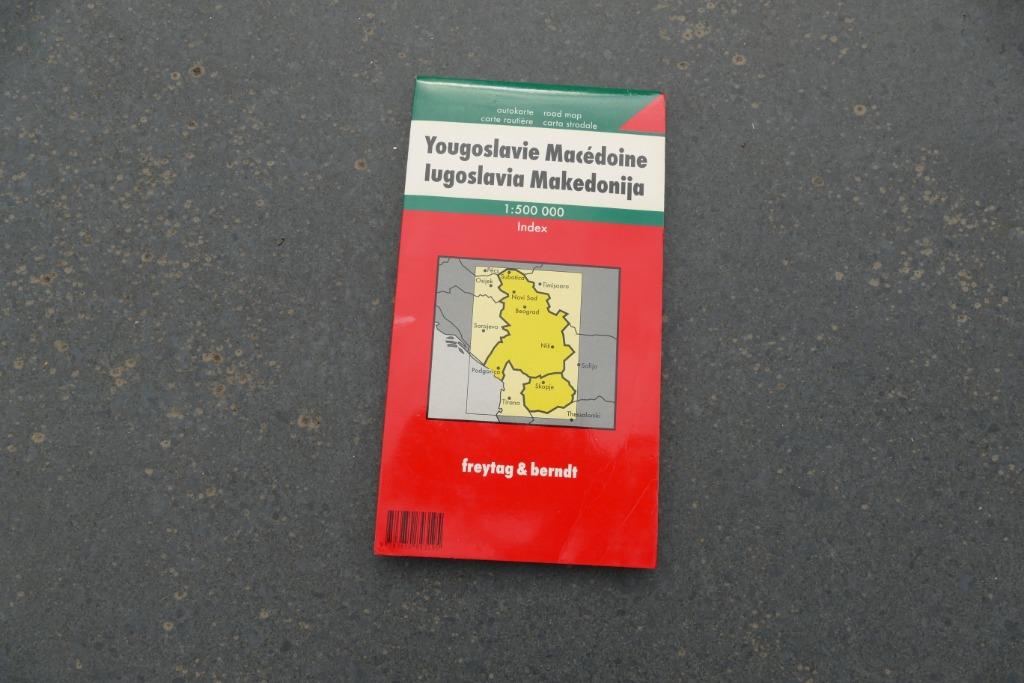 autokarte road map
carte routière carta stradale
Yougoslavie Macédoine
Iugoslavia Makedonija
1:500 000
Index
Pécs
Subotica
Osijek
Timișoara
Novi Sad
Beograd
Sarajevo
Niš
Sofija
Podgorica
Skopje
Tirana
Thessaloniki
freytag & berndt